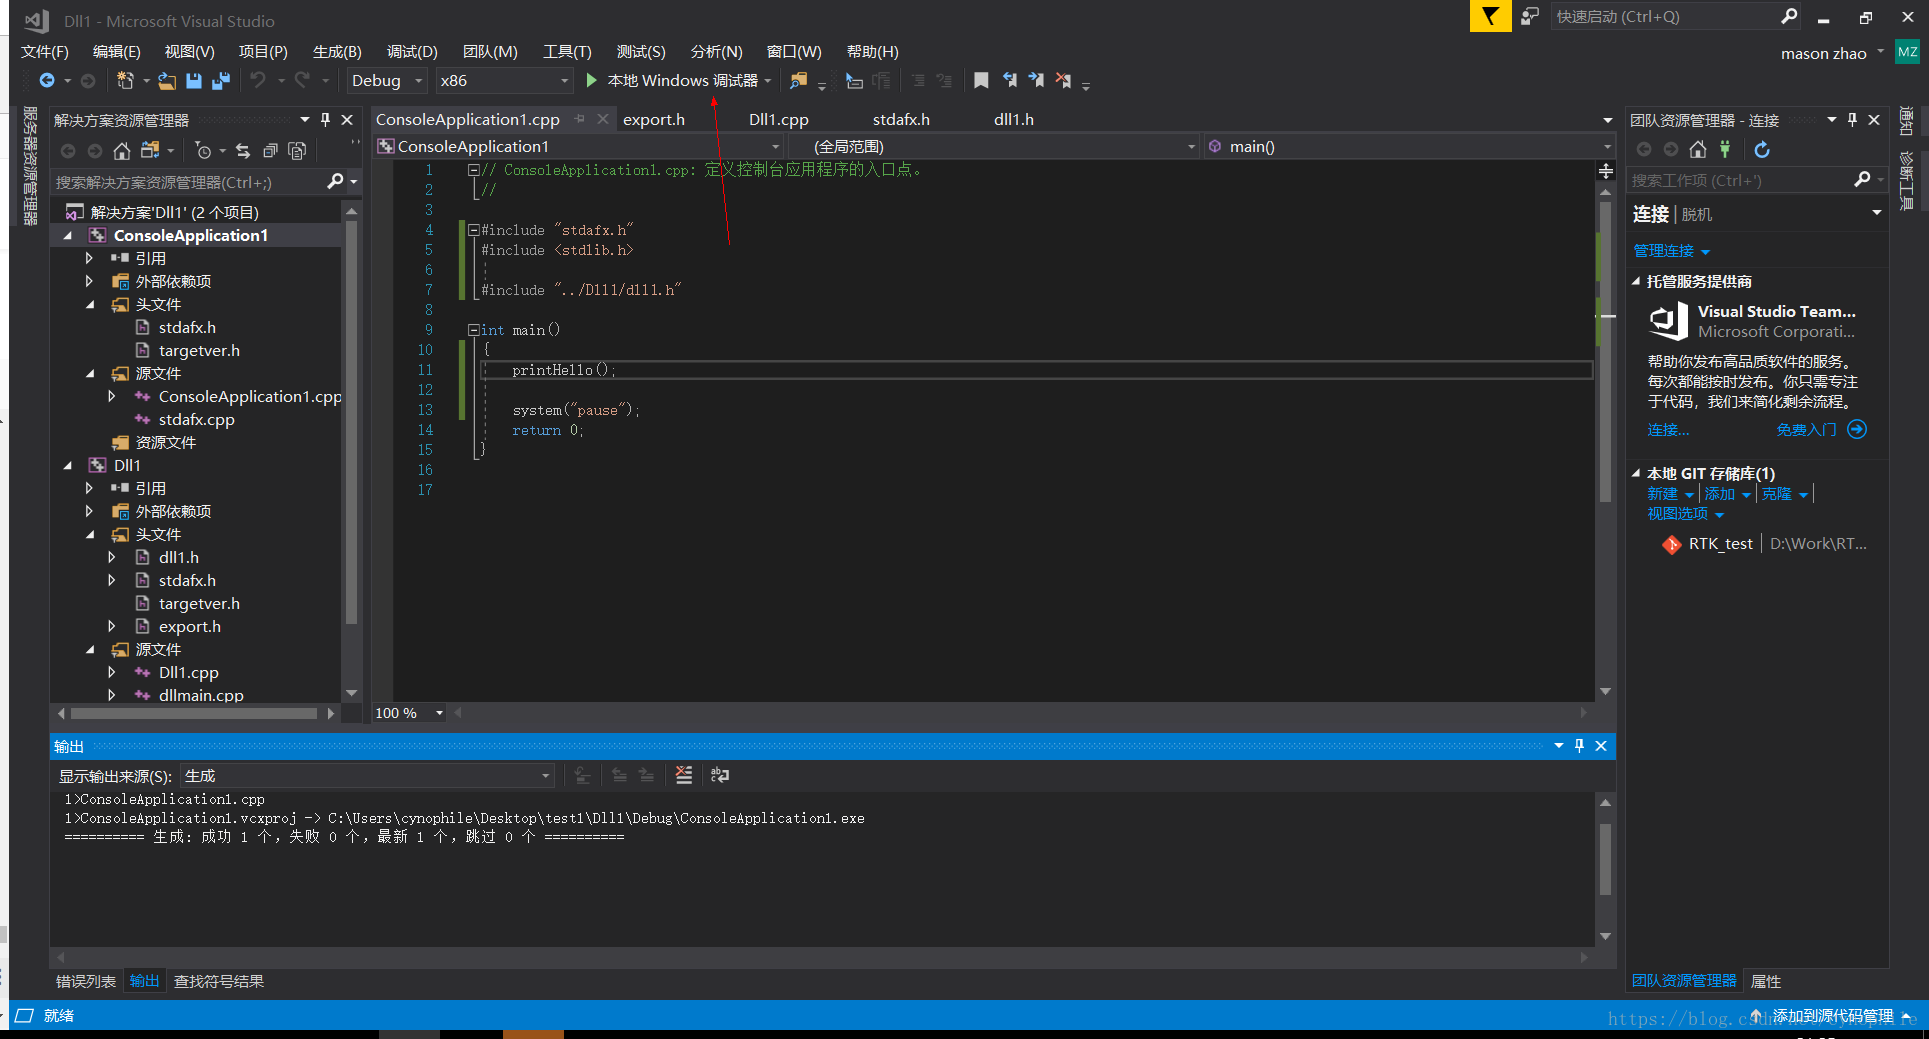 Dll1 - Microsoft Visual Studio
快速启动 (Ctrl+Q)
文件(F) 编辑(E) 视图(V) 项目(P) 生成(B) 调试(D) 团队(M) 工具(T) 测试(S) 分析(N) 窗口(W) 帮助(H)
mason zhao MZ
Debug x86 本地 Windows 调试器
服务器资源管理器
解决方案资源管理器
搜索解决方案资源管理器(Ctrl+;)
解决方案'Dll1' (2 个项目)
ConsoleApplication1
引用
外部依赖项
头文件
stdafx.h
targetver.h
源文件
ConsoleApplication1.cpp
stdafx.cpp
资源文件
Dll1
引用
外部依赖项
头文件
dll1.h
stdafx.h
targetver.h
export.h
源文件
Dll1.cpp
dllmain.cpp
ConsoleApplication1.cpp export.h Dll1.cpp stdafx.h dll1.h
ConsoleApplication1 (全局范围) main()
1 // ConsoleApplication1.cpp: 定义控制台应用程序的入口点。
2 //
3
4 #include "stdafx.h"
5 #include <stdlib.h>
6
7 #include "../Dll1/dll1.h"
8
9 int main()
10 {
11 printHello();
12
13 system("pause");
14 return 0;
15 }
16
17
100 %
输出
显示输出来源(S): 生成
1>ConsoleApplication1.cpp
1>ConsoleApplication1.vcxproj -> C:\Users\cynophile\Desktop\test1\Dll1\Debug\ConsoleApplication1.exe
========== 生成: 成功 1 个，失败 0 个，最新 1 个，跳过 0 个 ==========
错误列表 输出 查找符号结果
团队资源管理器 - 连接
搜索工作项 (Ctrl+')
连接 | 脱机
管理连接
托管服务提供商
Visual Studio Team...
Microsoft Corporati...
帮助你发布高品质软件的服务。
每次都能按时发布。你只需专注
于代码，我们来简化剩余流程。
连接... 免费入门
本地 GIT 存储库(1)
新建 | 添加 | 克隆 |
视图选项
RTK_test | D:\Work\RT...
团队资源管理器 属性
通知
诊断工具
就绪
添加到源代码管理
https://blog.csdn.net/cynophile